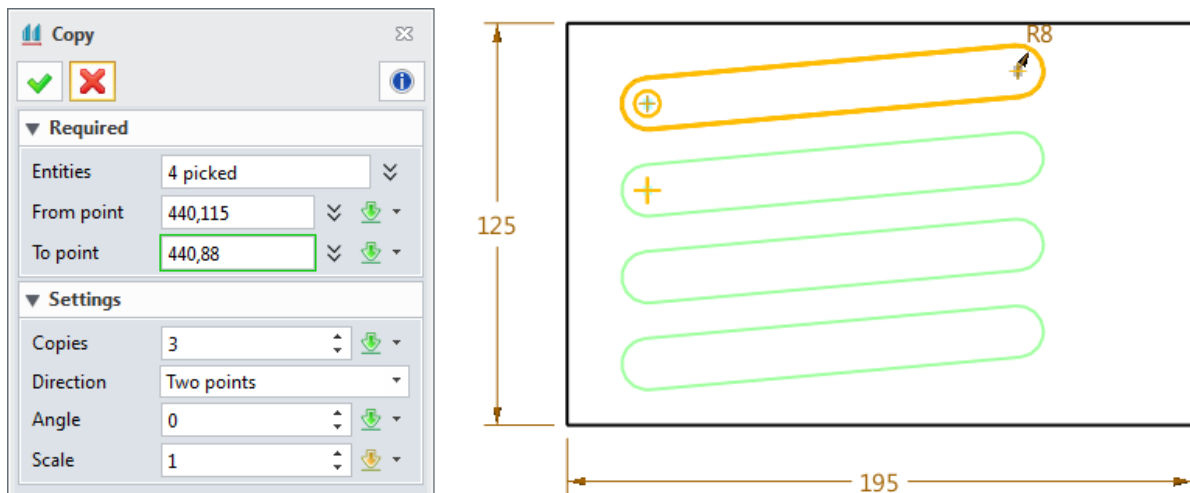 Copy
Required
Entities 4 picked
From point 440,115
To point 440,88
Settings
Copies 3
Direction Two points
Angle 0
Scale 1
R8
125
195